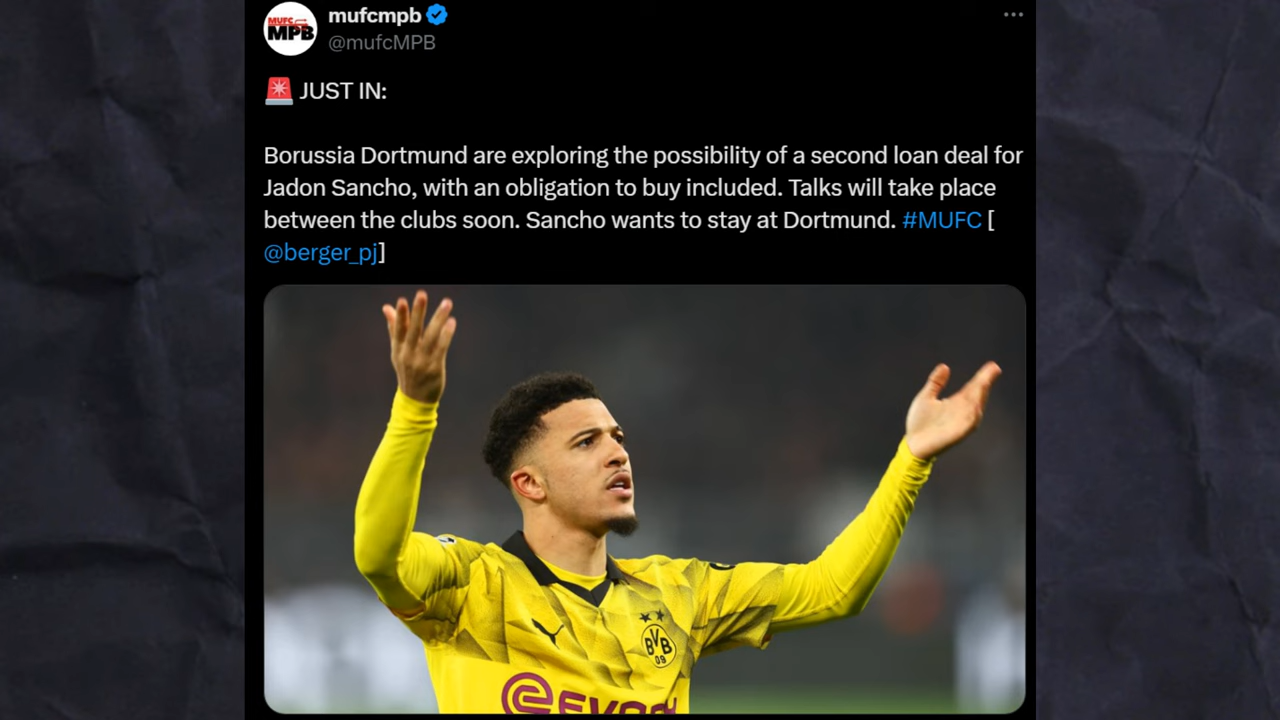 MUFC
MPB
mufcmpb
@mufcMPB
JUST IN:
Borussia Dortmund are exploring the possibility of a second loan deal for
Jadon Sancho, with an obligation to buy included. Talks will take place
between the clubs soon. Sancho wants to stay at Dortmund. #MUFC [
@berger_pj]
BVB
09